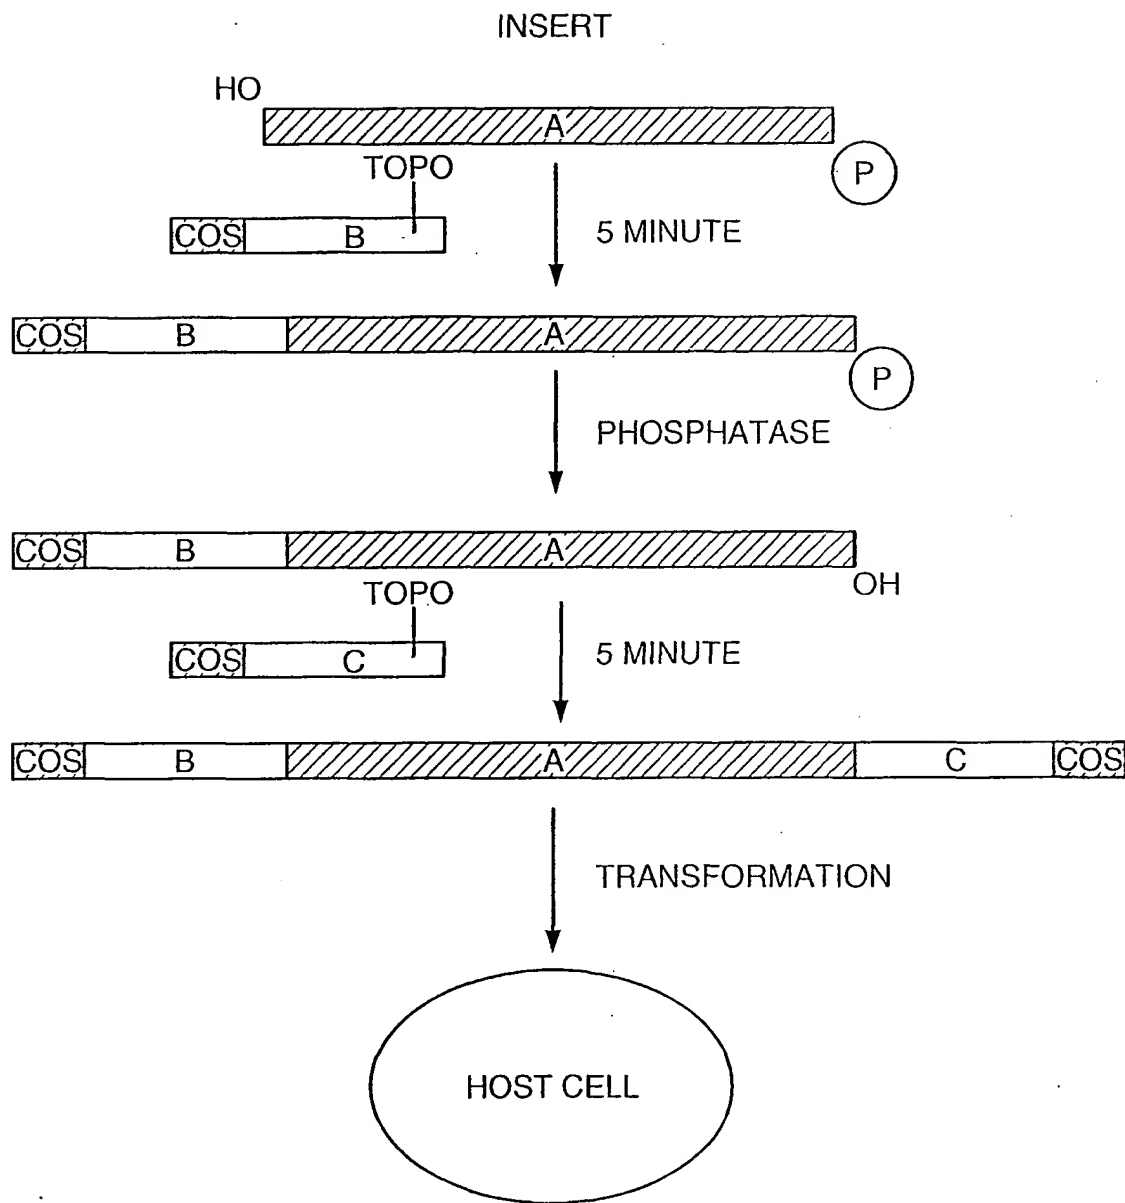 INSERT
HO
A
TOPO
P
COS B
5 MINUTE
COS B A
P
PHOSPHATASE
COS B A
OH
TOPO
COS C
5 MINUTE
COS B A C COS
TRANSFORMATION
HOST CELL